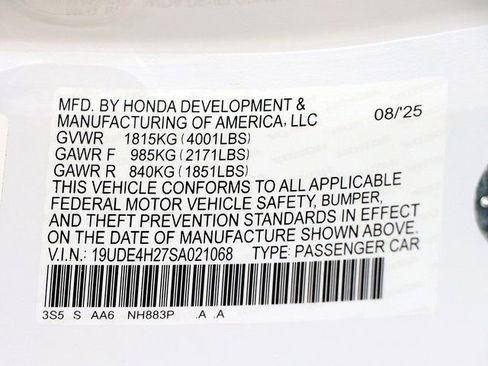 MFD. BY HONDA DEVELOPMENT &
MANUFACTURING OF AMERICA, LLC 08/'25
GVWR 1815KG (4001LBS)
GAWR F 985KG (2171LBS)
GAWR R 840KG (1851LBS)
THIS VEHICLE CONFORMS TO ALL APPLICABLE
FEDERAL MOTOR VEHICLE SAFETY, BUMPER,
AND THEFT PREVENTION STANDARDS IN EFFECT
ON THE DATE OF MANUFACTURE SHOWN ABOVE.
V.I.N.: 19UDE4H27SA021068 TYPE: PASSENGER CAR
3S5 S AA6 NH883P .A .A